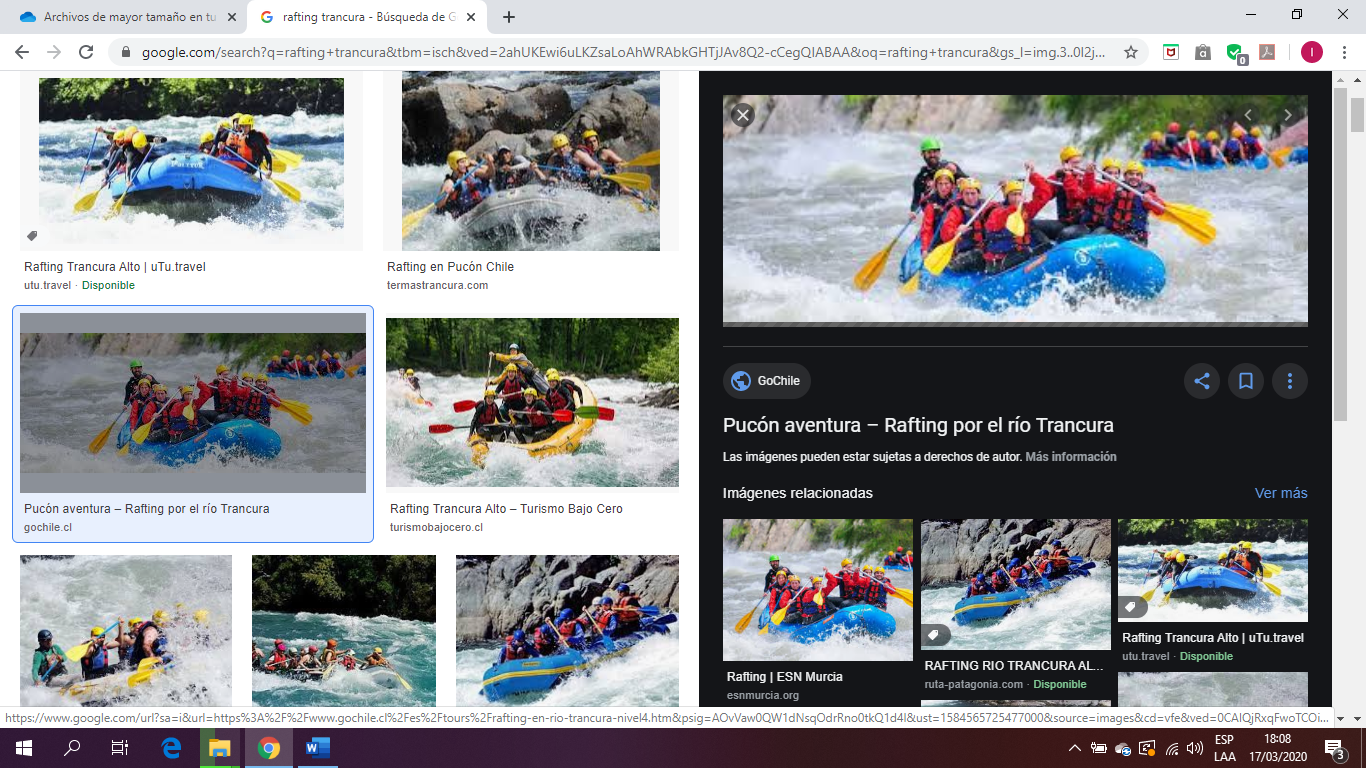 Archivos de mayor tamaño en tu
rafting trancura - Búsqueda de G
google.com/search?q=rafting+trancura&tbm=isch&ved=2ahUKEwi6uLKZsaLoAhWRAbkGHTjJAv8Q2-cCegQIABAA&oq=rafting+trancura&gs_l=img.3..0l2j...
0
I
Rafting Trancura Alto | uTu.travel
utu.travel · Disponible
Rafting en Pucón Chile
termastrancura.com
Pucón aventura – Rafting por el río Trancura
gochile.cl
Rafting Trancura Alto – Turismo Bajo Cero
turismobajocero.cl
GoChile
Pucón aventura – Rafting por el río Trancura
Las imágenes pueden estar sujetas a derechos de autor. Más información
Imágenes relacionadas
Ver más
Rafting | ESN Murcia
esnmurcia.org
RAFTING RIO TRANCURA AL...
ruta-patagonia.com · Disponible
Rafting Trancura Alto | uTu.travel
utu.travel · Disponible
https://www.google.com/url?sa=i&url=https%3A%2F%2Fwww.gochile.cl%2Fes%2Ftours%2Frafting-en-rio-trancura-nivel4.htm&psig=AOvVaw0QW1dNsqOdrRno0tkQ1d4l&ust=1584565725477000&source=images&cd=vfe&ved=0CAIQjRxqFwoTCOi...
ESP
LAA
18:08
17/03/2020
3